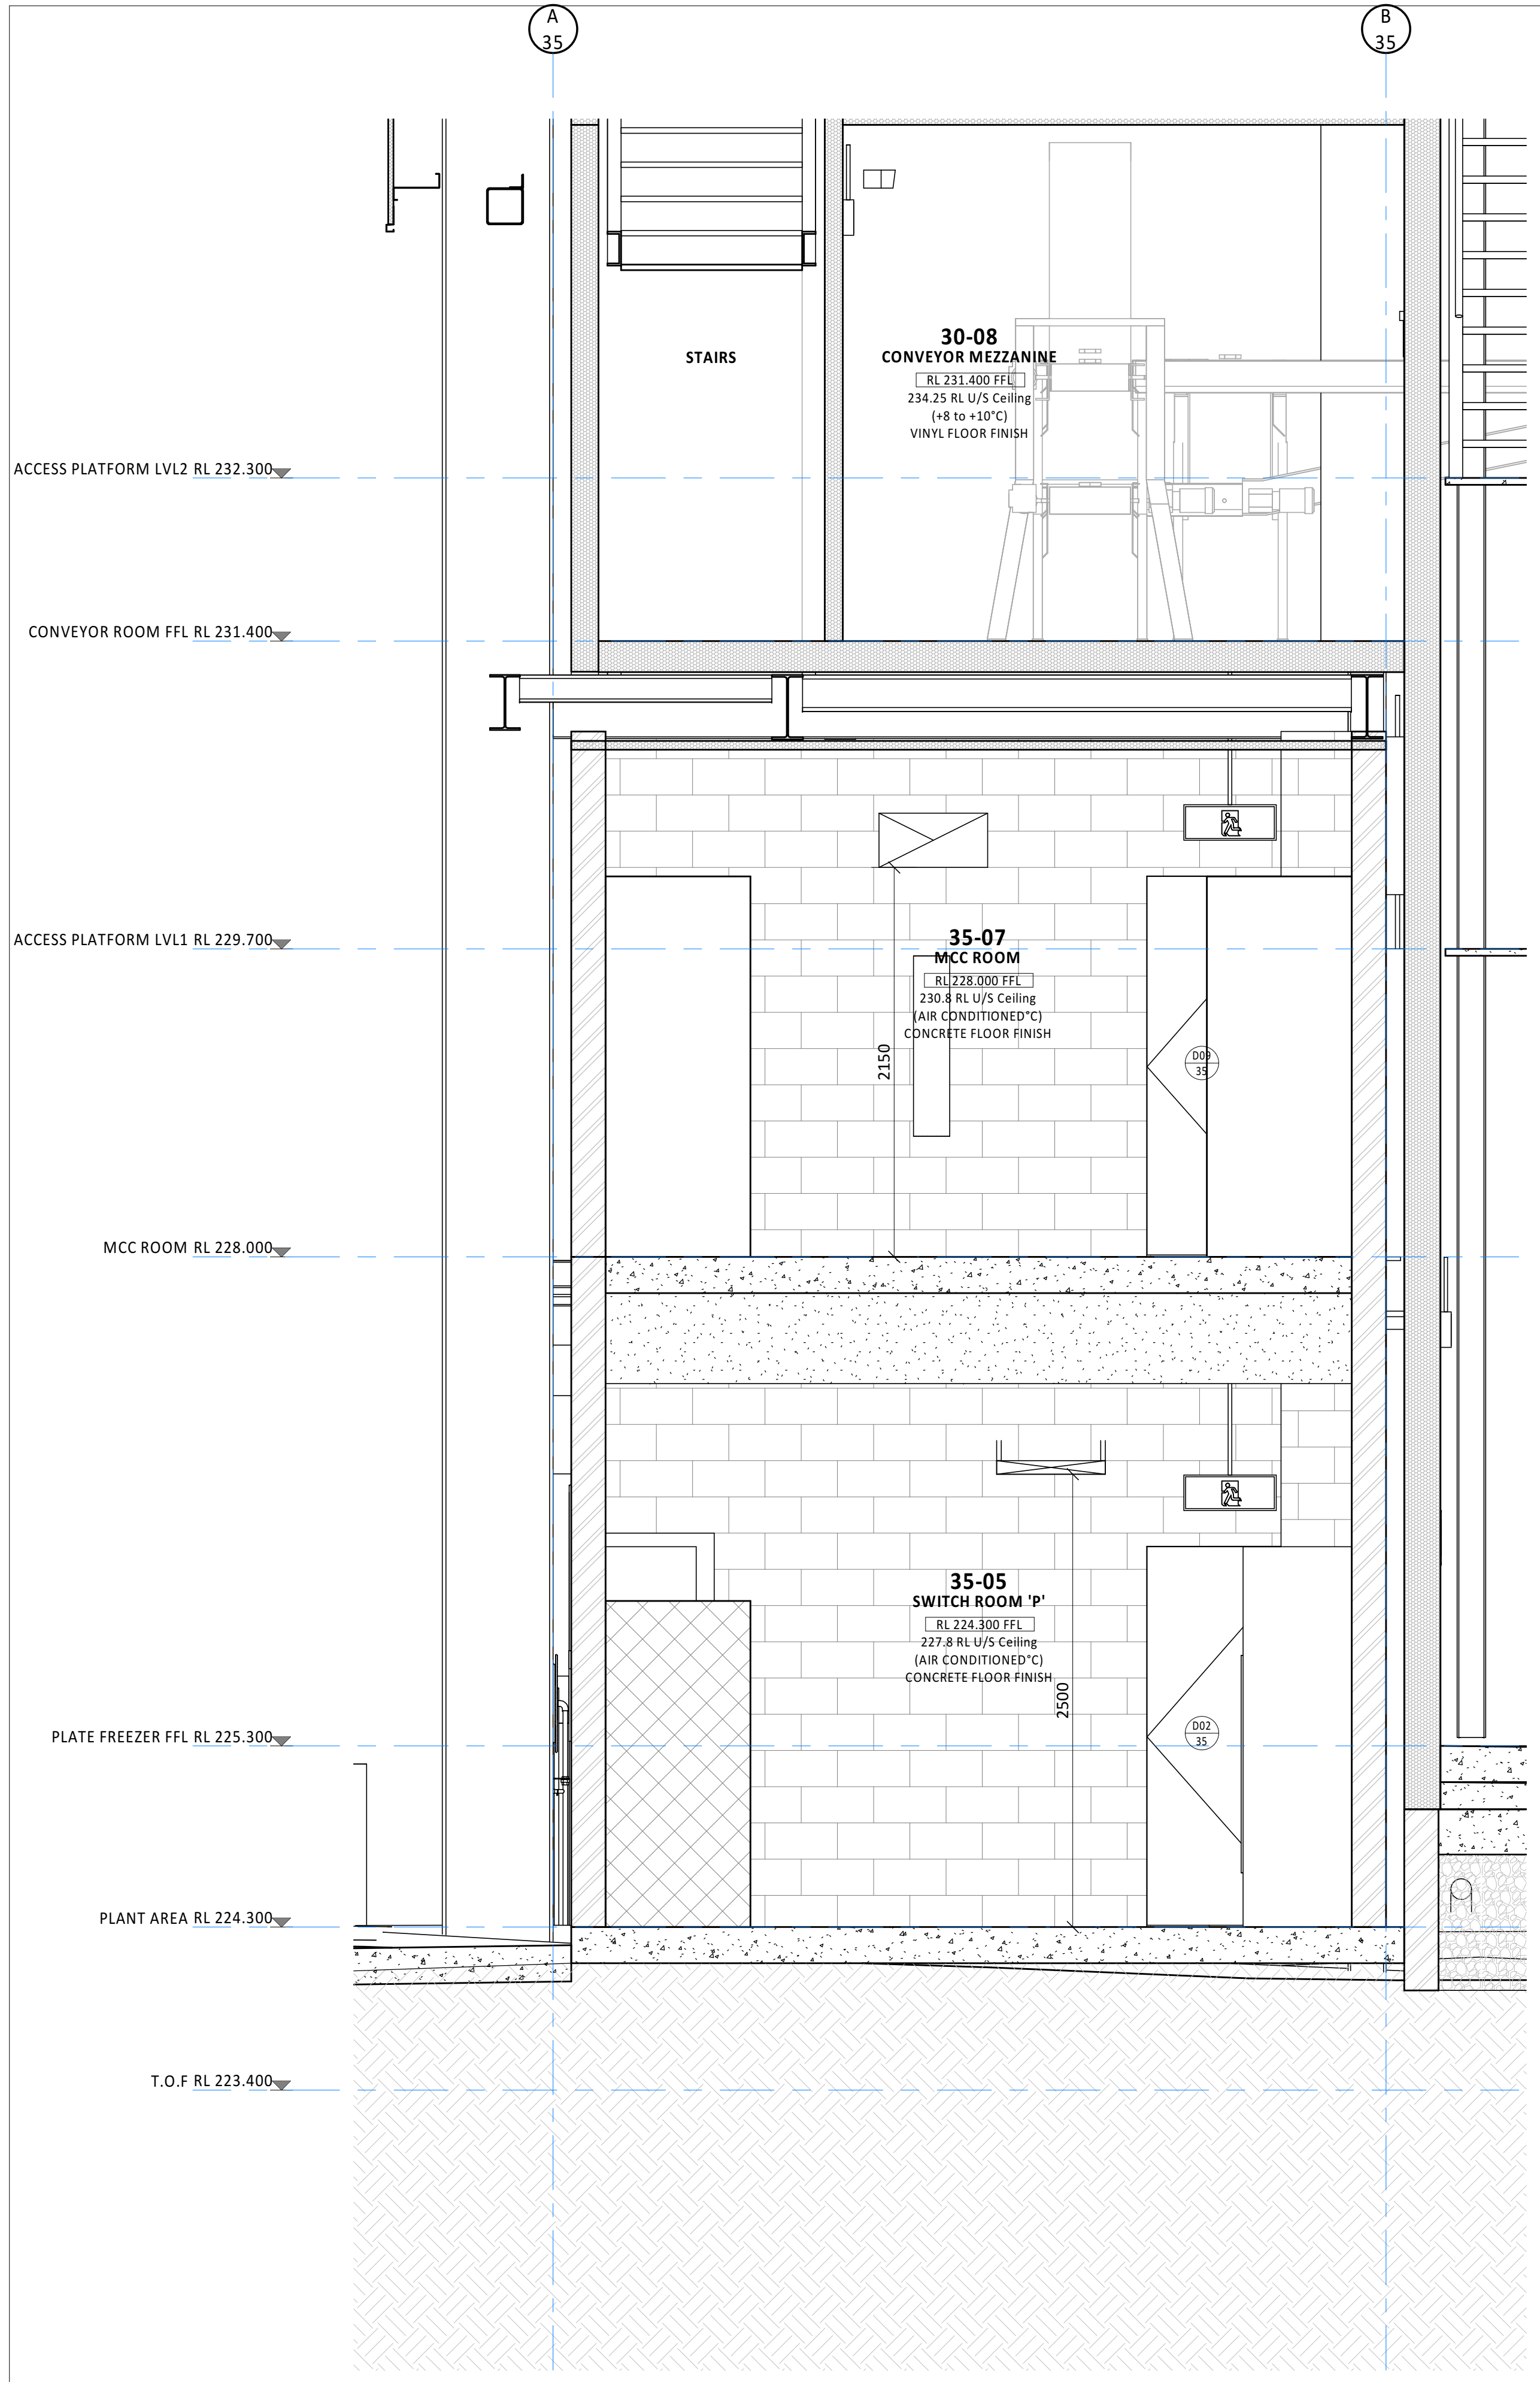 A
35
B
35
STAIRS
30-08
CONVEYOR MEZZANINE
RL 231.400 FFL
234.25 RL U/S Ceiling
(+8 to +10°C)
VINYL FLOOR FINISH
ACCESS PLATFORM LVL2 RL 232.300
CONVEYOR ROOM FFL RL 231.400
ACCESS PLATFORM LVL1 RL 229.700
35-07
MCC ROOM
RL 228.000 FFL
230.8 RL U/S Ceiling
(AIR CONDITIONED°C)
CONCRETE FLOOR FINISH
2150
D09
35
MCC ROOM RL 228.000
35-05
SWITCH ROOM 'P'
RL 224.300 FFL
227.8 RL U/S Ceiling
(AIR CONDITIONED°C)
CONCRETE FLOOR FINISH
2500
D02
35
PLATE FREEZER FFL RL 225.300
PLANT AREA RL 224.300
T.O.F RL 223.400